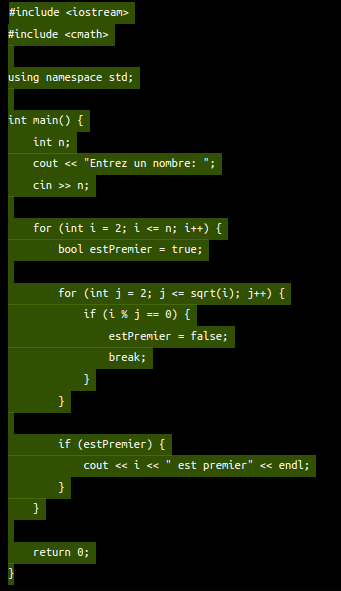 #include <iostream>
#include <cmath>

using namespace std;

int main() {
    int n;
    cout << "Entrez un nombre: ";
    cin >> n;

    for (int i = 2; i <= n; i++) {
        bool estPremier = true;

        for (int j = 2; j <= sqrt(i); j++) {
            if (i % j == 0) {
                estPremier = false;
                break;
            }
        }

        if (estPremier) {
            cout << i << " est premier" << endl;
        }
    }

    return 0;
}